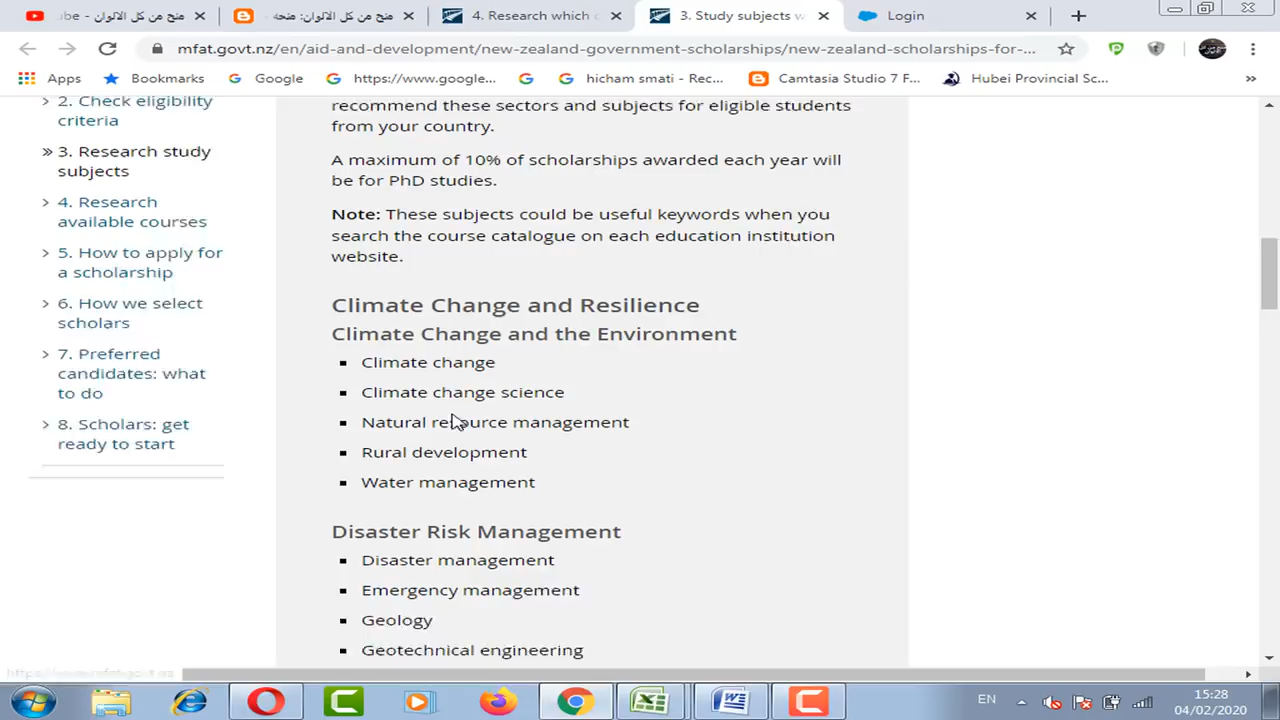 ube - منح من كل الالوان
منح من كل الالوان: منحه
4. Research which c
3. Study subjects w
Login
mfat.govt.nz/en/aid-and-development/new-zealand-government-scholarships/new-zealand-scholarships-for-...
Apps
Bookmarks
Google
https://www.google...
hicham smati - Rec...
Camtasia Studio 7 F...
Hubei Provincial Sc...
»
2. Check eligibility
criteria
3. Research study
subjects
4. Research
available courses
5. How to apply for
a scholarship
6. How we select
scholars
7. Preferred
candidates: what
to do
8. Scholars: get
ready to start
recommend these sectors and subjects for eligible students
from your country.
A maximum of 10% of scholarships awarded each year will
be for PhD studies.
Note: These subjects could be useful keywords when you
search the course catalogue on each education institution
website.
Climate Change and Resilience
Climate Change and the Environment
Climate change
Climate change science
Natural resource management
Rural development
Water management
Disaster Risk Management
Disaster management
Emergency management
Geology
Geotechnical engineering
EN
15:28
04/02/2020